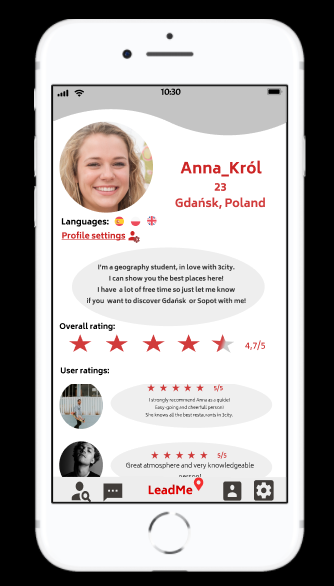 10:30
Anna_Król
23
Gdańsk, Poland
Languages:
Profile settings
I'm a geography student, in love with 3city.
I can show you the best places here!
I have a lot of free time so just let me know
if you want to discover Gdańsk or Sopot with me!
Overall rating:
4,7/5
User ratings:
5/5
I strongly recommend Anna as a guide!
Easy-going and cheerfull person!
She knows all the best restaurants in 3city.
5/5
Great atmosphere and very knowledgeable
person!
LeadMe